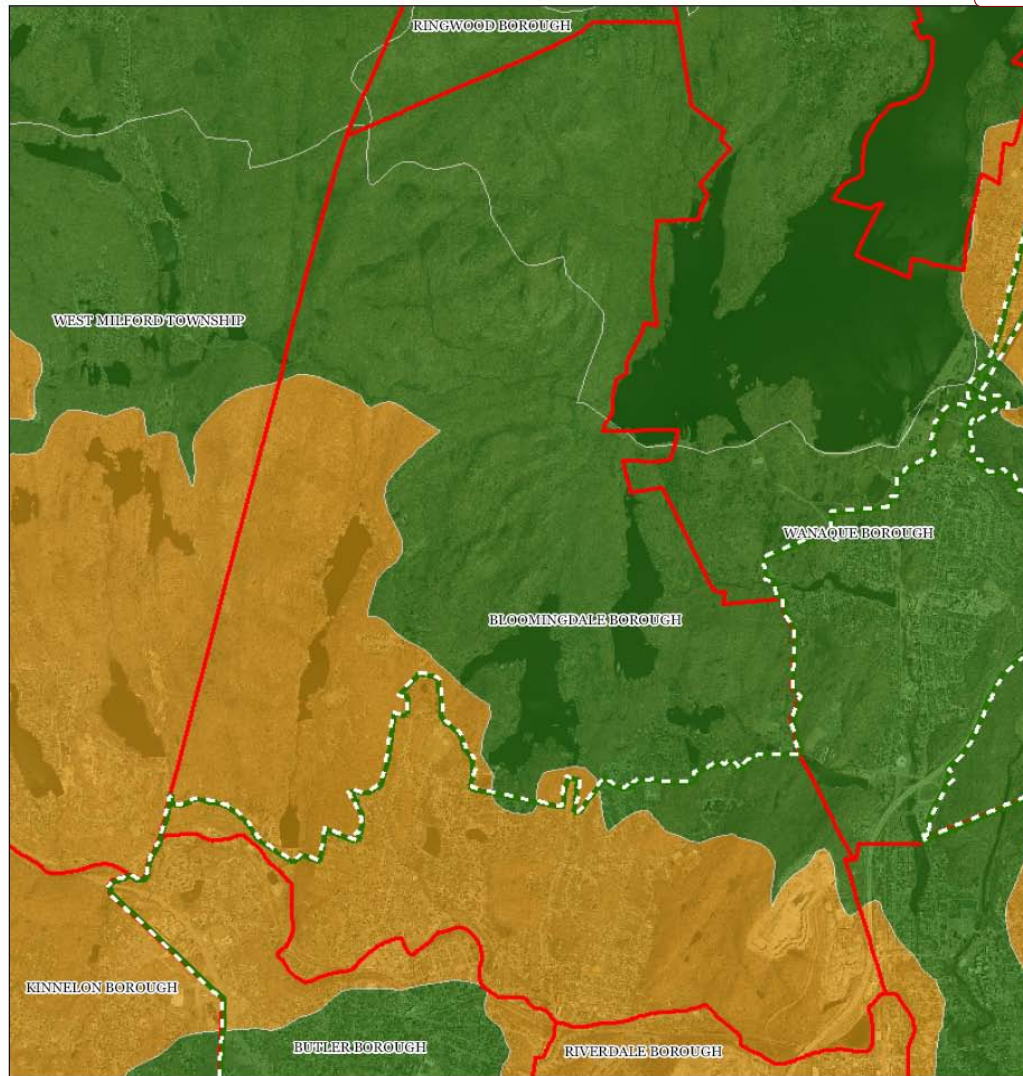 RINGWOOD BOROUGH
WEST MILFORD TOWNSHIP
WANAQUE BOROUGH
BLOOMINGDALE BOROUGH
KINNELON BOROUGH
BUTLER BOROUGH
RIVERDALE BOROUGH